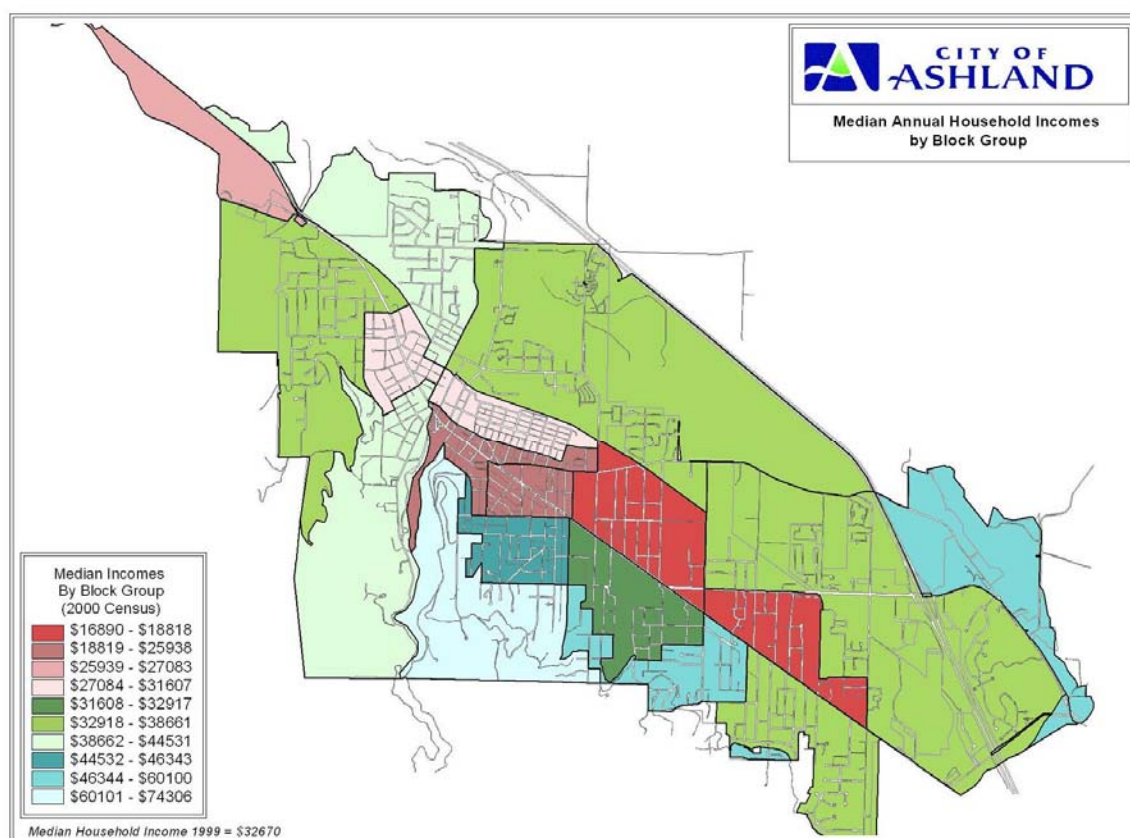 CITY OF
ASHLAND
Median Annual Household Incomes
by Block Group
Median Incomes
By Block Group
(2000 Census)
$16890 - $18818
$18819 - $25938
$25939 - $27083
$27084 - $31607
$31608 - $32917
$32918 - $38661
$38662 - $44531
$44532 - $46343
$46344 - $60100
$60101 - $74306
Median Household Income 1999 = $32670